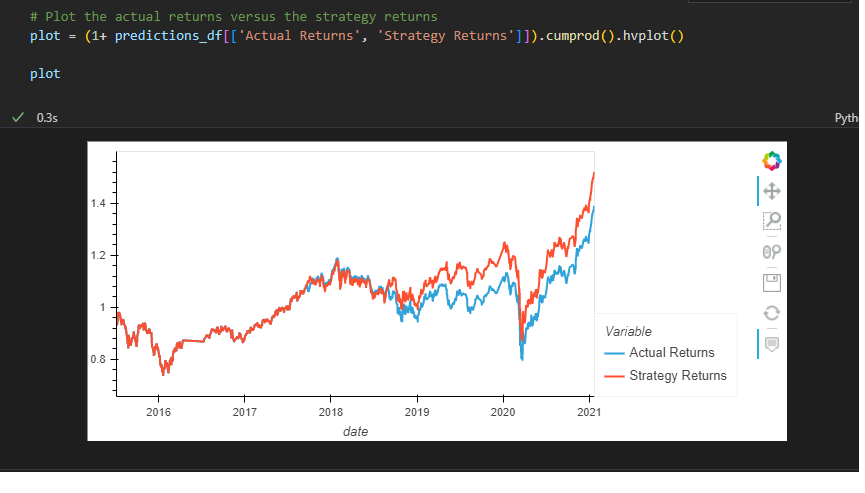 # Plot the actual returns versus the strategy returns
plot = (1+ predictions_df[['Actual Returns', 'Strategy Returns']]).cumprod().hvplot()
plot
0.3s
Pyth
1.4
1.2
1
0.8
2016 2017 2018 2019 2020 2021
date
Variable
Actual Returns
Strategy Returns